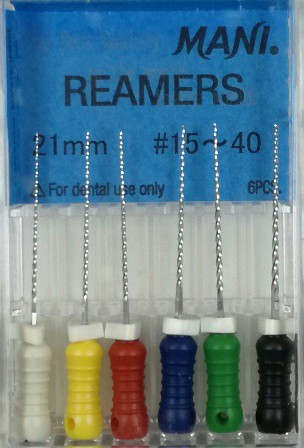 MANI.
REAMERS
21mm #15~40
⚠ For dental use only 6PCS.